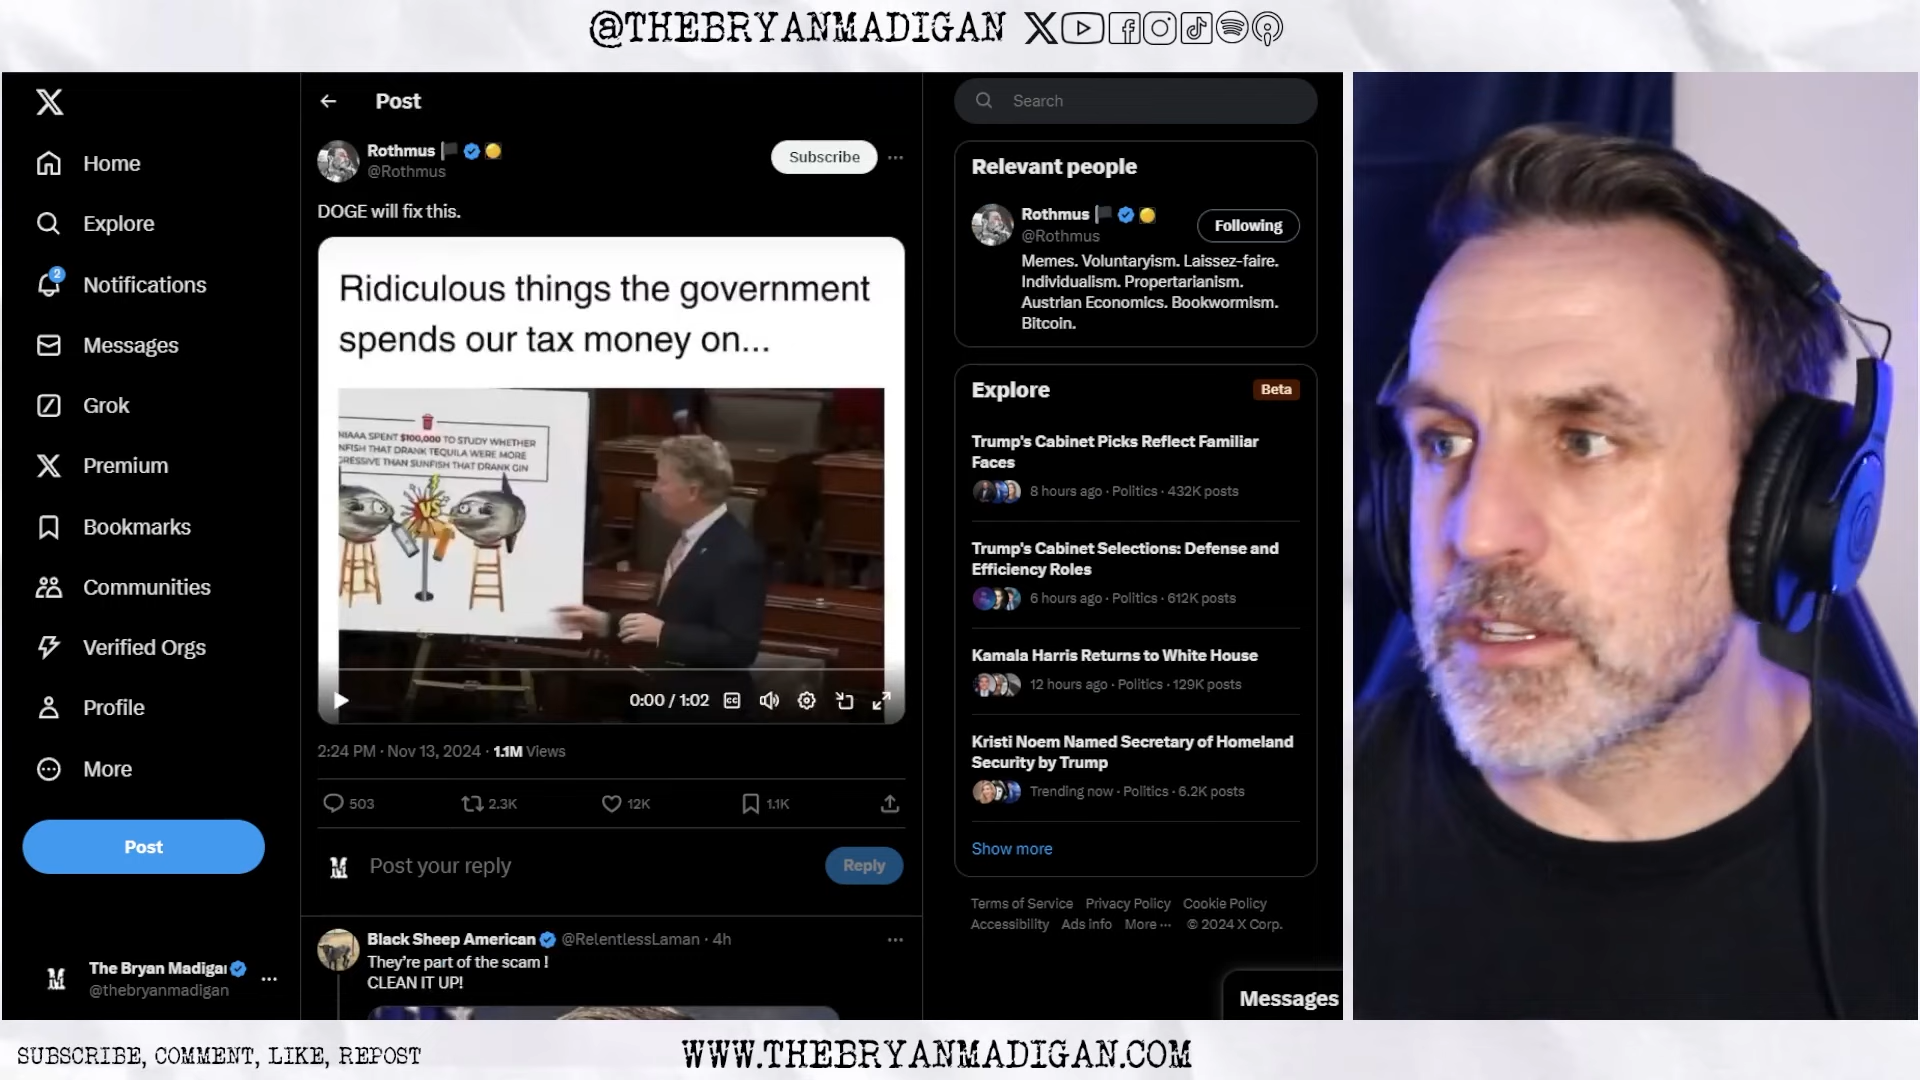 @THEBRYANMADIGAN
Home
Explore
2
Notifications
Messages
Grok
Premium
Bookmarks
Communities
Verified Orgs
Profile
More
Post
The Bryan Madigan
@thebryanmadigan
Post
Rothmus
@Rothmus
Subscribe
DOGE will fix this.
Ridiculous things the government
spends our tax money on...
NIAAA SPENT $100,000 TO STUDY WHETHER
NFISH THAT DRANK TEQUILA WERE MORE
GRESSIVE THAN SUNFISH THAT DRANK GIN
VS
0:00 / 1:02
CC
2:24 PM · Nov 13, 2024 · 1.1M Views
503
2.3K
12K
1.1K
Post your reply
Reply
Black Sheep American @RelentlessLaman · 4h
They're part of the scam !
CLEAN IT UP!
Search
Relevant people
Rothmus
@Rothmus
Following
Memes. Voluntaryism. Laissez-faire.
Individualism. Propertarianism.
Austrian Economics. Bookwormism.
Bitcoin.
Explore
Beta
Trump's Cabinet Picks Reflect Familiar
Faces
8 hours ago · Politics · 432K posts
Trump's Cabinet Selections: Defense and
Efficiency Roles
6 hours ago · Politics · 612K posts
Kamala Harris Returns to White House
12 hours ago · Politics · 129K posts
Kristi Noem Named Secretary of Homeland
Security by Trump
Trending now · Politics · 6.2K posts
Show more
Terms of Service Privacy Policy Cookie Policy
Accessibility Ads info More ··· © 2024 X Corp.
Messages
SUBSCRIBE, COMMENT, LIKE, REPOST
WWW.THEBRYANMADIGAN.COM